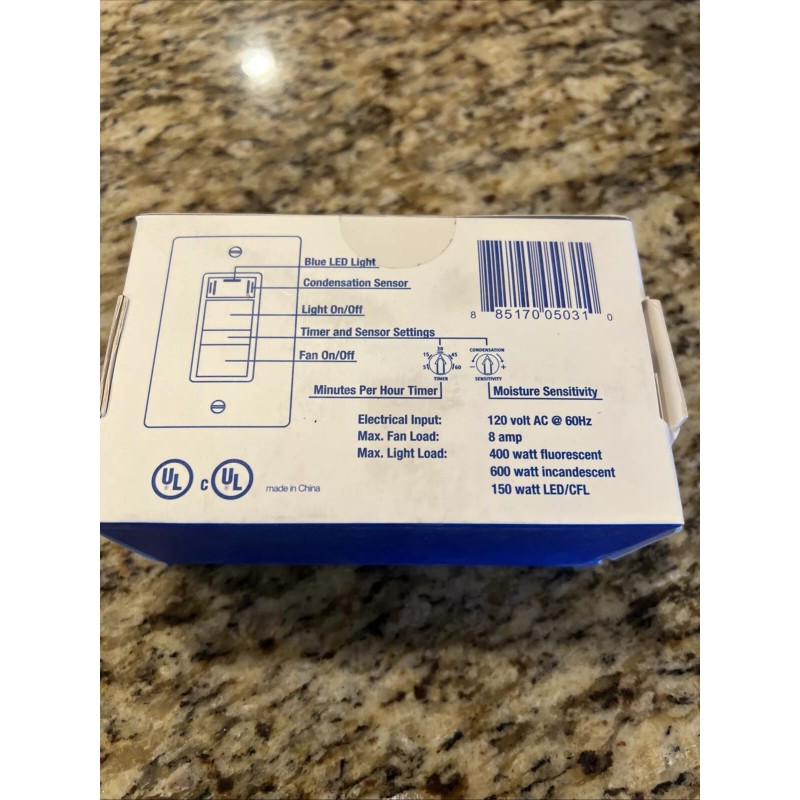 Blue LED Light
Condensation Sensor
Light On/Off
Timer and Sensor Settings
Fan On/Off
8 85170 05031 0
5 15 30 45 60
TIMER
CONDENSATION
- +
SENSITIVITY
Minutes Per Hour Timer
Moisture Sensitivity
Electrical Input: 120 volt AC @ 60Hz
Max. Fan Load: 8 amp
Max. Light Load: 400 watt fluorescent
600 watt incandescent
150 watt LED/CFL
UL c UL
made in China